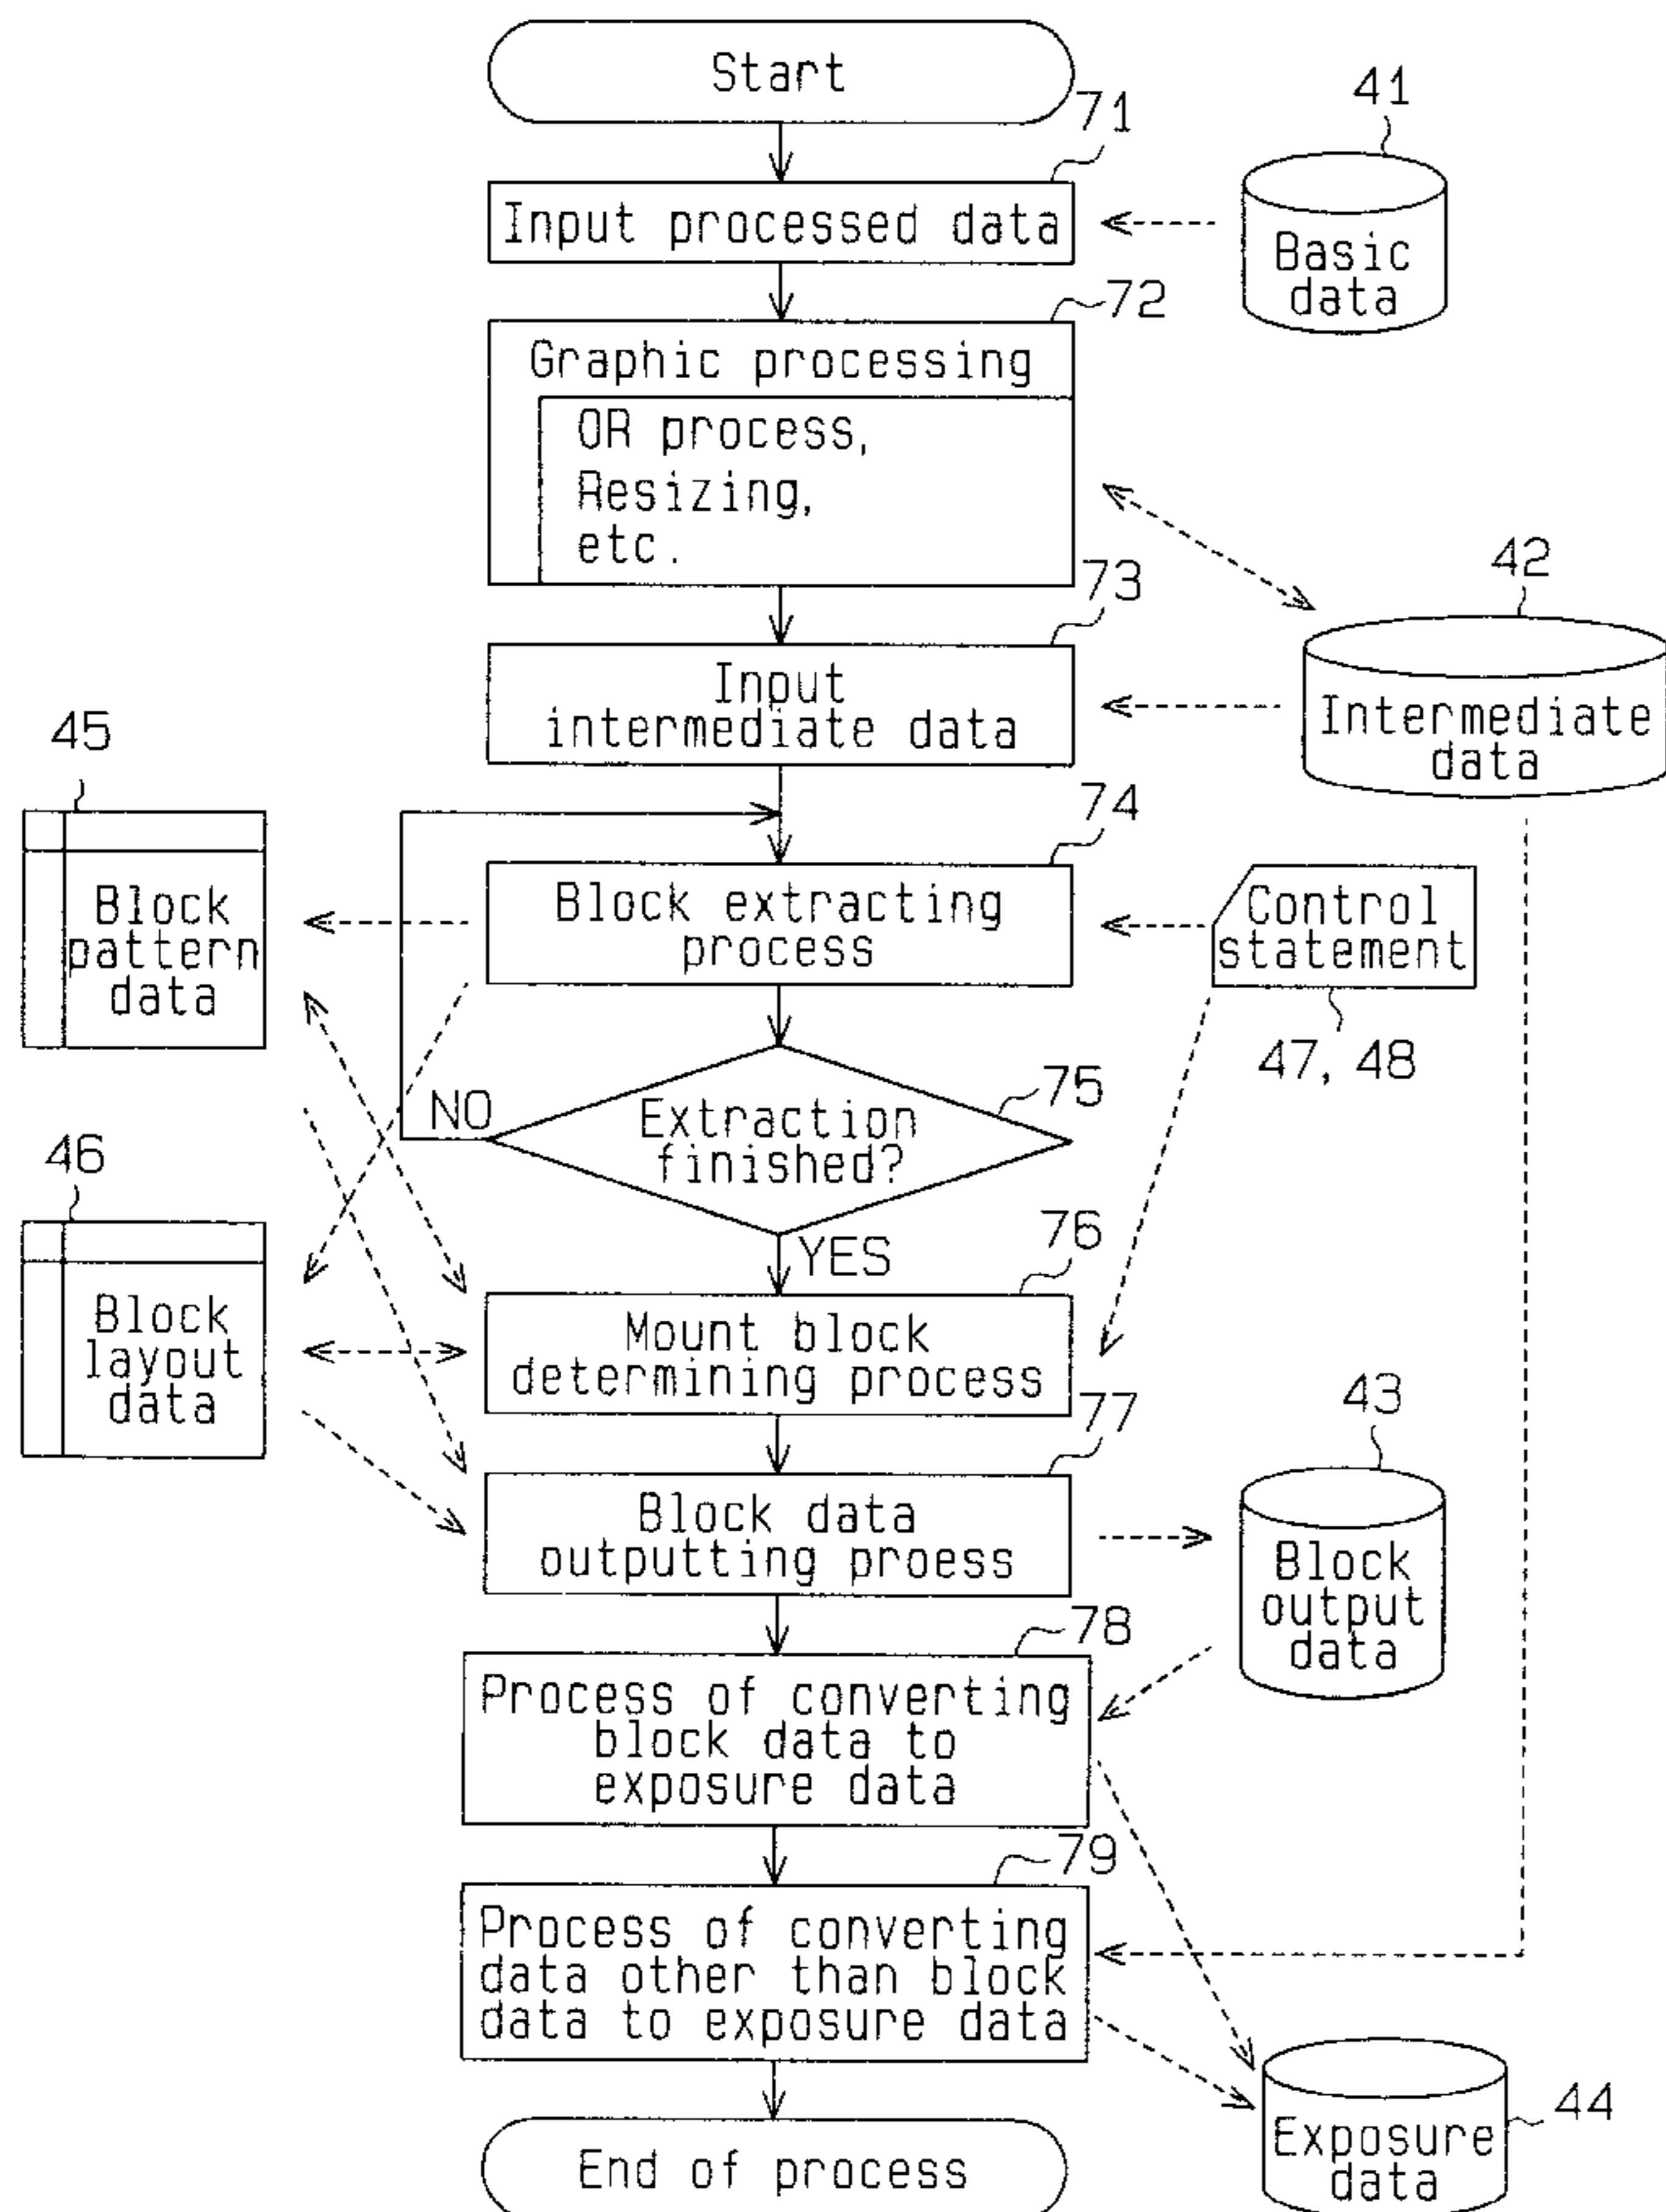 Start
71
41
Input processed data
Basic
data
72
Graphic processing
OR process,
Resizing,
etc.
73
42
Input
intermediate data
Intermediate
data
45
74
Block
pattern
data
Block extracting
process
Control
statement
47, 48
75
NO
Extraction
finished?
46
YES
76
Block
layout
data
Mount block
determining process
77
43
Block data
outputting proess
Block
output
data
78
Process of converting
block data to
exposure data
79
Process of converting
data other than block
data to exposure data
44
Exposure
data
End of process